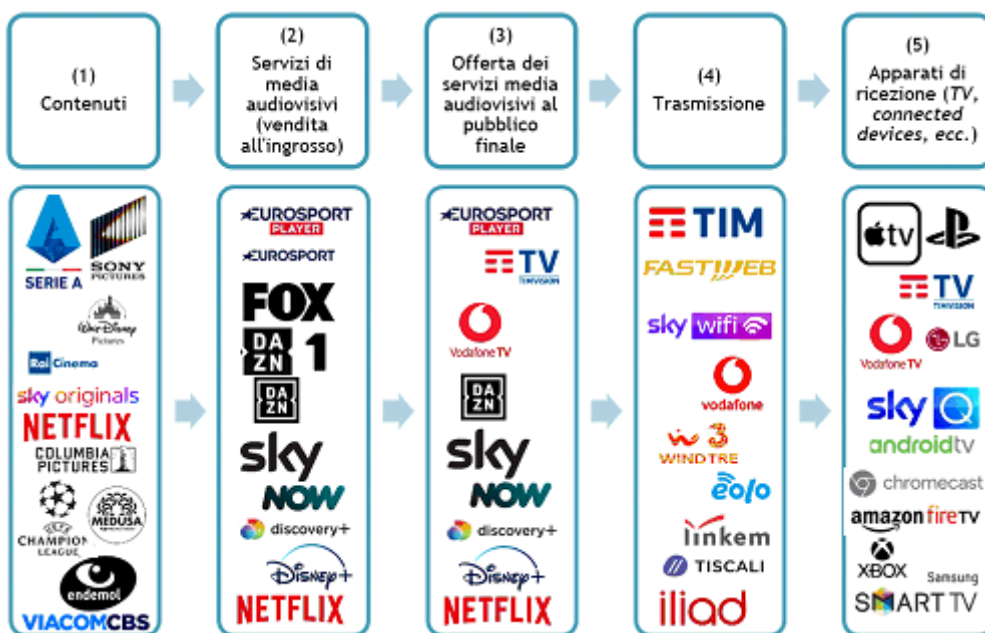 (1)
Contenuti
(2)
Servizi di
media
audiovisivi
(vendita
all'ingrosso)
(3)
Offerta dei
servizi media
audiovisivi al
pubblico
finale
(4)
Trasmissione
(5)
Apparati di
ricezione (TV,
connected
devices, ecc.)
SERIE A
SONY
PICTURES
Walt Disney
Pictures
Rai Cinema
sky originals
NETFLIX
COLUMBIA
PICTURES
UEFA
CHAMPION
LEAGUE
MEDUSA
endemol
VIACOMCBS
EUROSPORT
PLAYER
EUROSPORT
FOX
DAZN 1
DAZN
sky
NOW
discovery+
Disney+
NETFLIX
EUROSPORT
PLAYER
TV
TIMVISION
Vodafone TV
DAZN
sky
NOW
discovery+
Disney+
NETFLIX
TIM
FASTWEB
sky wifi
vodafone
W 3
WINDTRE
eolo
linkem
TISCALI
iliad
tv
TV
TIMVISION
Vodafone TV
LG
sky Q
androidtv
chromecast
amazon fireTV
XBOX
Samsung
SMART TV